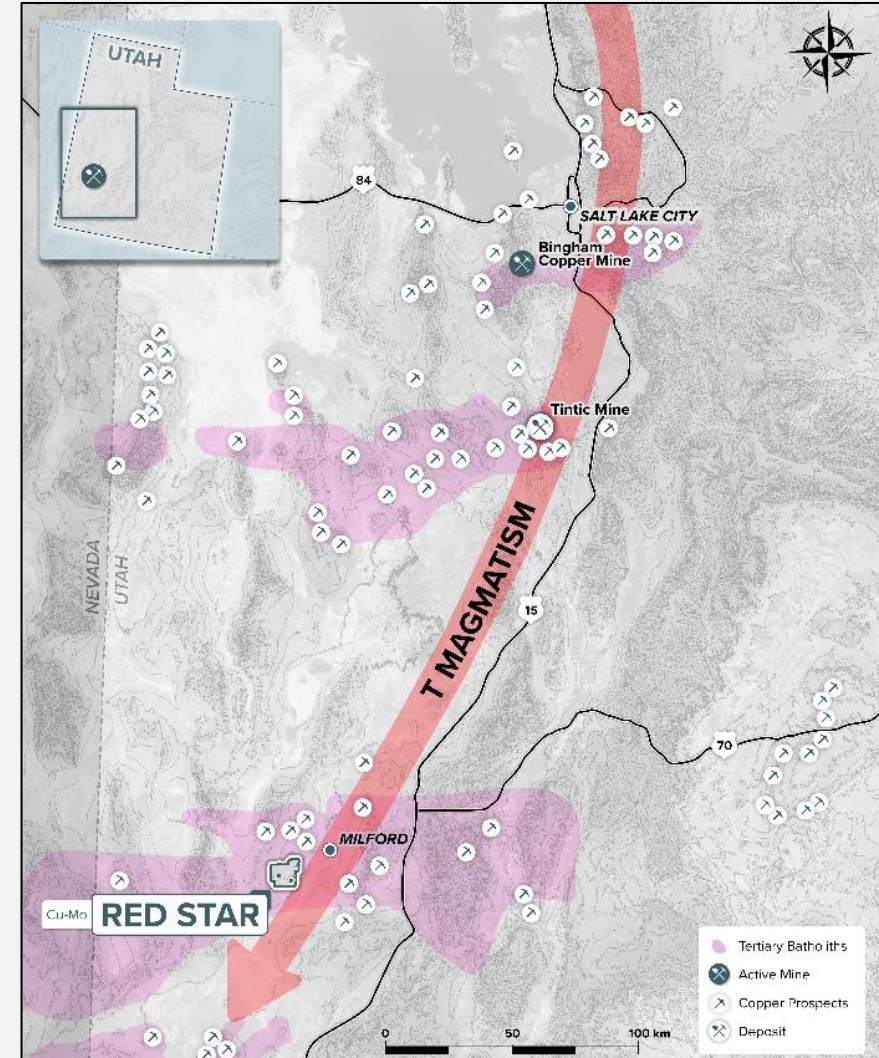 UTAH
84
SALT LAKE CITY
Bingham
Copper Mine
Tintic Mine
T MAGMATISM
NEVADA
UTAH
15
70
MILFORD
Cu-Mo RED STAR
Tertiary Batholiths
Active Mine
Copper Prospects
Deposit
0 50 100 km